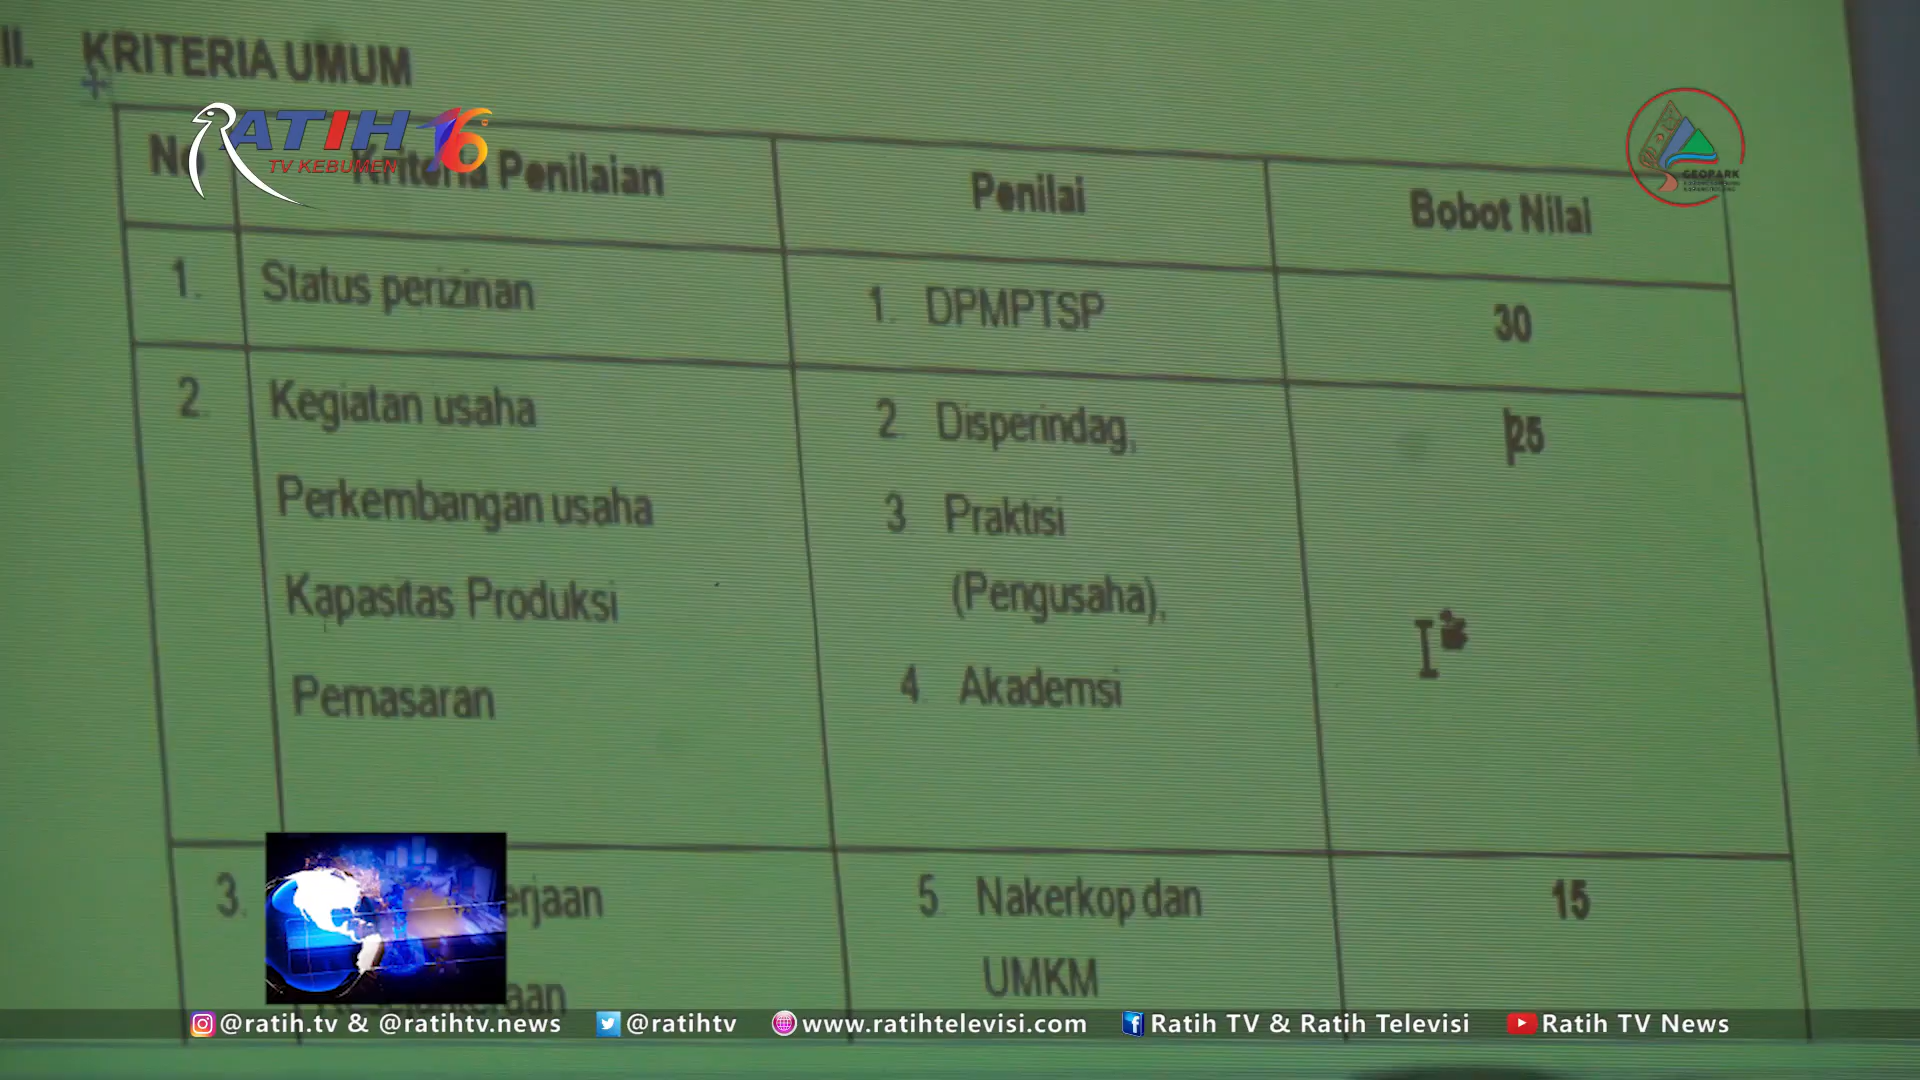 II. KRITERIA UMUM
RATIH 16
TV KEBUMEN
GEOPARK
No Kriteria Penilaian Penilai Bobot Nilai
1. Status perizinan 1. DPMPTSP 30
2. Kegiatan usaha 2. Disperindag, 25
Perkembangan usaha 3. Praktisi
(Pengusaha),
Kapasitas Produksi
Pemasaran 4. Akademsi
3. erjaan 5. Nakerkop dan 15
UMKM
@ratih.tv & @ratihtv.news @ratihtv www.ratihtelevisi.com Ratih TV & Ratih Televisi Ratih TV News